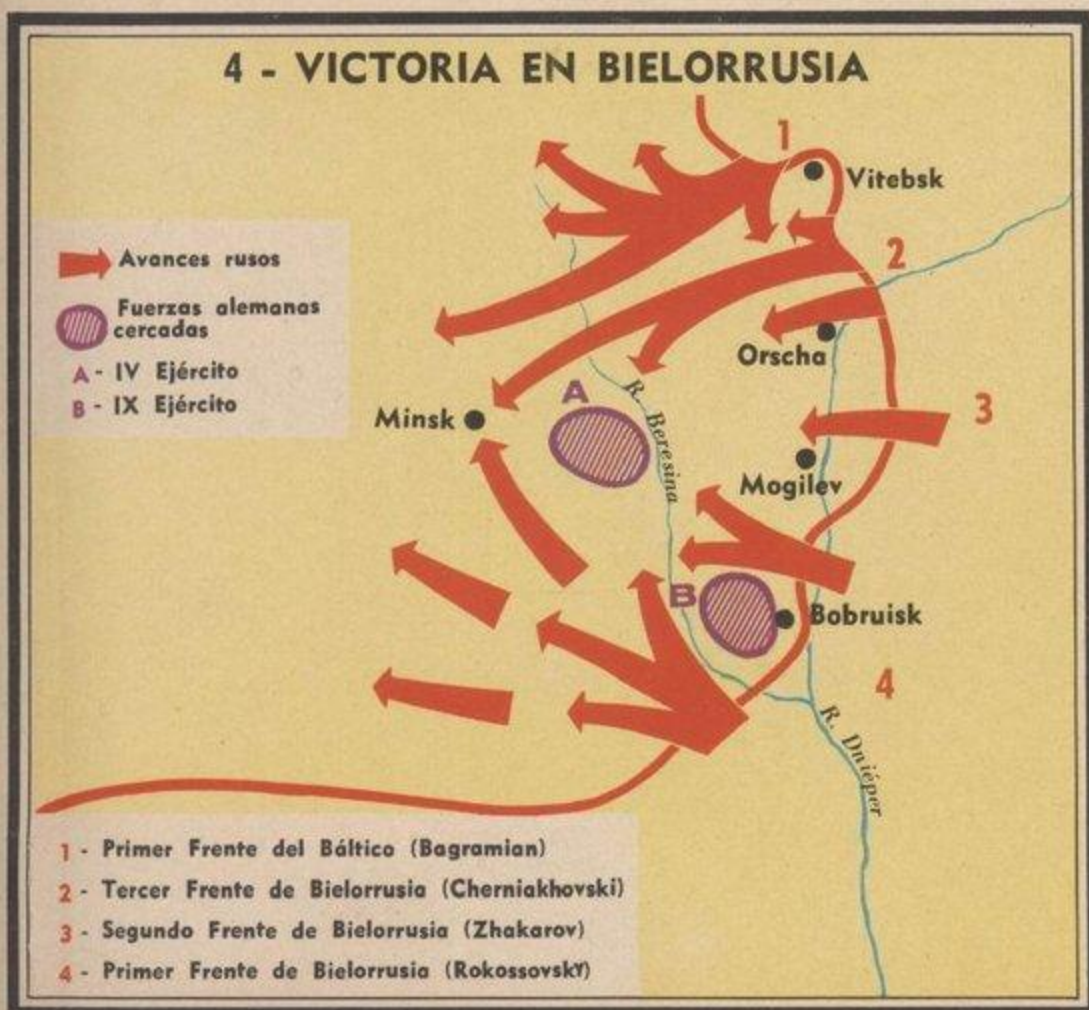 4 - VICTORIA EN BIELORRUSIA
1
Vitebsk
2
Avances rusos
Fuerzas alemanas
cercadas
A - IV Ejército
B - IX Ejército
Orscha
A
R. Beresina
Minsk
3
Mogilev
B
Bobruisk
4
R. Dniéper
1 - Primer Frente del Báltico (Bagramian)
2 - Tercer Frente de Bielorrusia (Cherniakhovski)
3 - Segundo Frente de Bielorrusia (Zhakarov)
4 - Primer Frente de Bielorrusia (Rokossovsky)